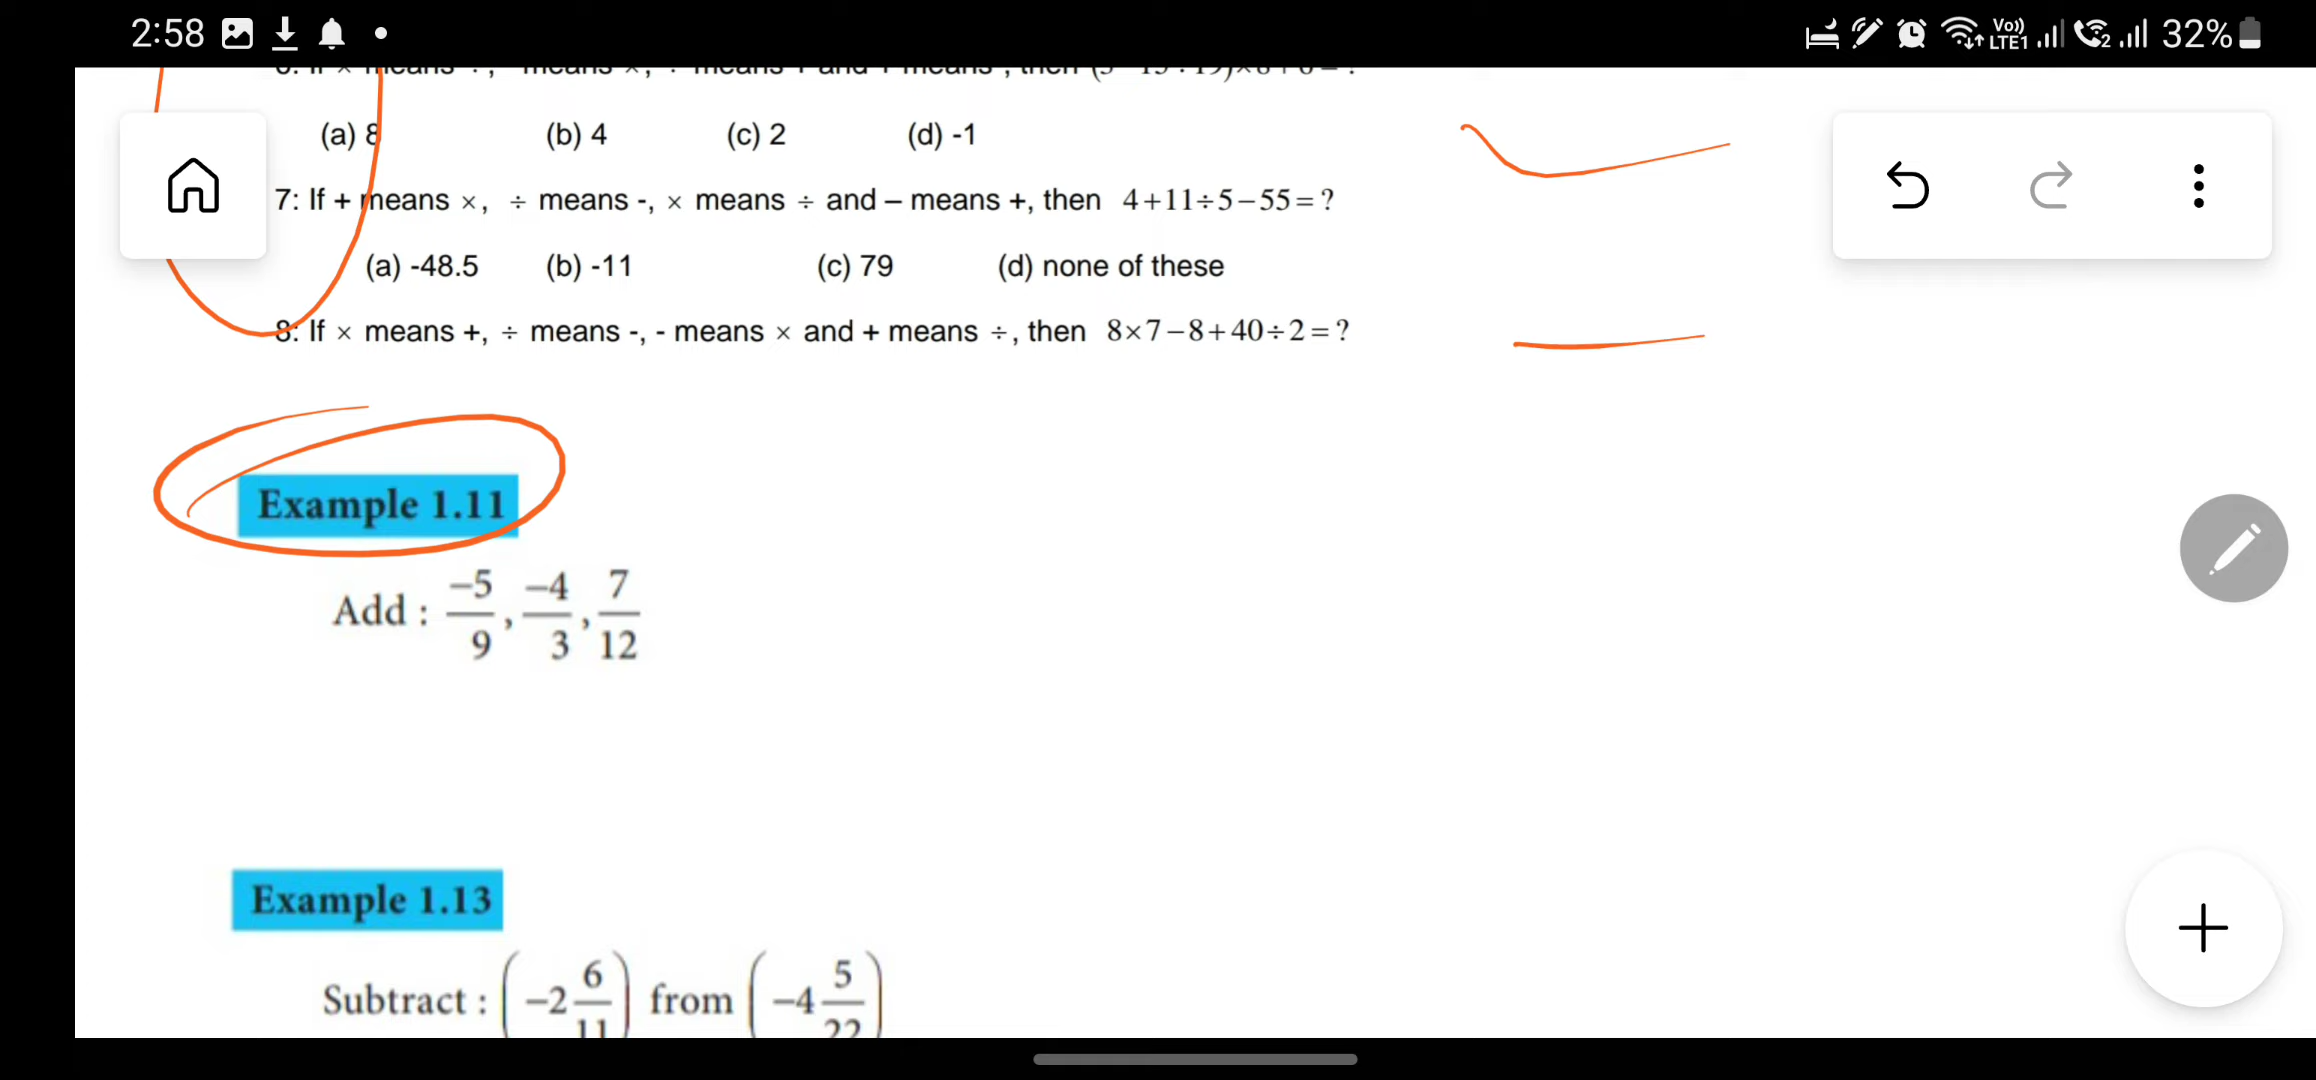 2:58 Vo)) LTE1 2 32%
(a) 8 (b) 4 (c) 2 (d) -1
7: If + means ×, ÷ means -, × means ÷ and – means +, then 4+11÷5−55=?
(a) -48.5 (b) -11 (c) 79 (d) none of these
8: If × means +, ÷ means -, - means × and + means ÷, then 8×7−8+40÷2=?
Example 1.11
Add : −5/9 , −4/3 , 7/12
Example 1.13
Subtract : (−2 6/11) from (−4 5/22)